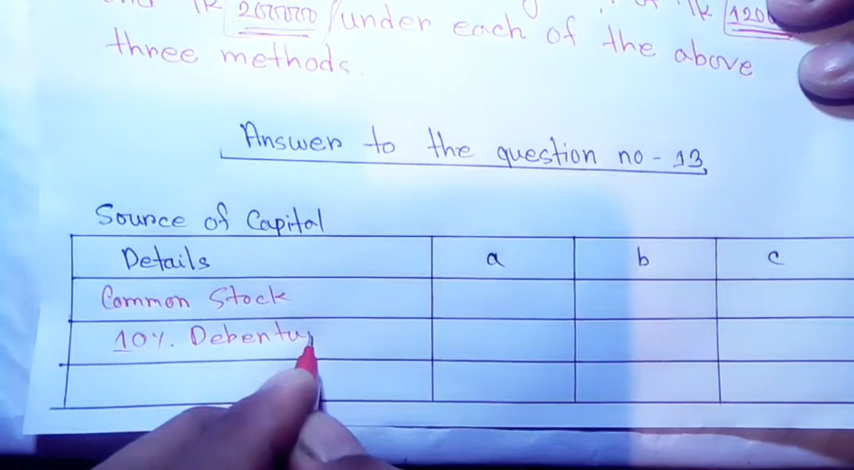 Tk 2000000 /under each of the above
three methods.
Answer to the question no - 13
Source of Capital
Details a b c
Common Stock
10% Debentu